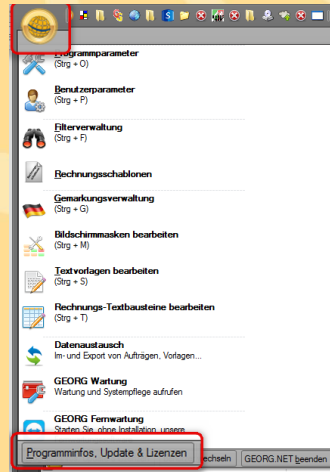 Programmparameter
(Strg + O)
Benutzerparameter
(Strg + P)
Filterverwaltung
(Strg + F)
Rechnungsschablonen
Gemarkungsverwaltung
(Strg + G)
Bildschirmmasken bearbeiten
(Strg + M)
Textvorlagen bearbeiten
(Strg + S)
Rechnungs-Textbausteine bearbeiten
(Strg + T)
Datenaustausch
Im- und Export von Aufträgen, Vorlagen...
GEORG Wartung
Wartung und Systempflege aufrufen
GEORG Fernwartung
Starten Sie, ohne Installation, unsere
Programminfos, Update & Lizenzen
echseln
GEORG.NET beenden